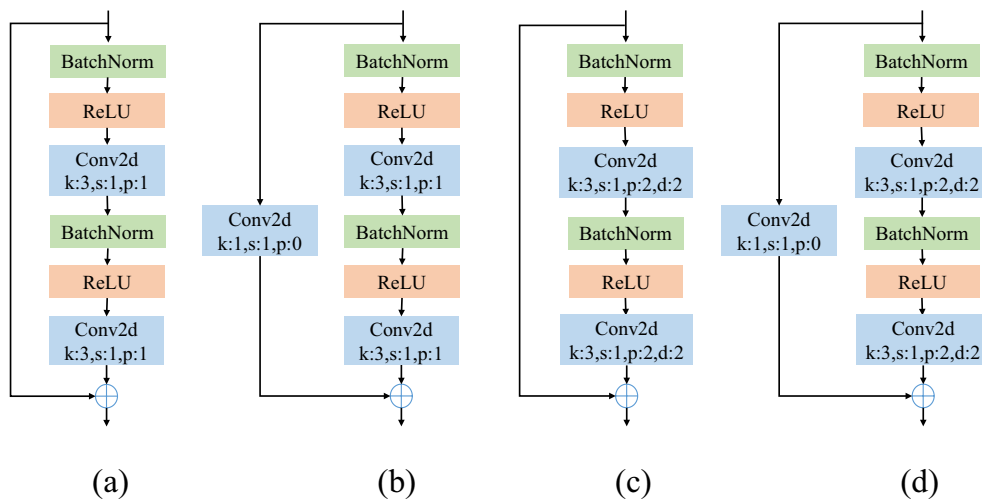 BatchNorm
ReLU
Conv2d
k:3,s:1,p:1
BatchNorm
ReLU
Conv2d
k:3,s:1,p:1
(a)
Conv2d
k:1,s:1,p:0
BatchNorm
ReLU
Conv2d
k:3,s:1,p:1
BatchNorm
ReLU
Conv2d
k:3,s:1,p:1
(b)
BatchNorm
ReLU
Conv2d
k:3,s:1,p:2,d:2
BatchNorm
ReLU
Conv2d
k:3,s:1,p:2,d:2
(c)
Conv2d
k:1,s:1,p:0
BatchNorm
ReLU
Conv2d
k:3,s:1,p:2,d:2
BatchNorm
ReLU
Conv2d
k:3,s:1,p:2,d:2
(d)